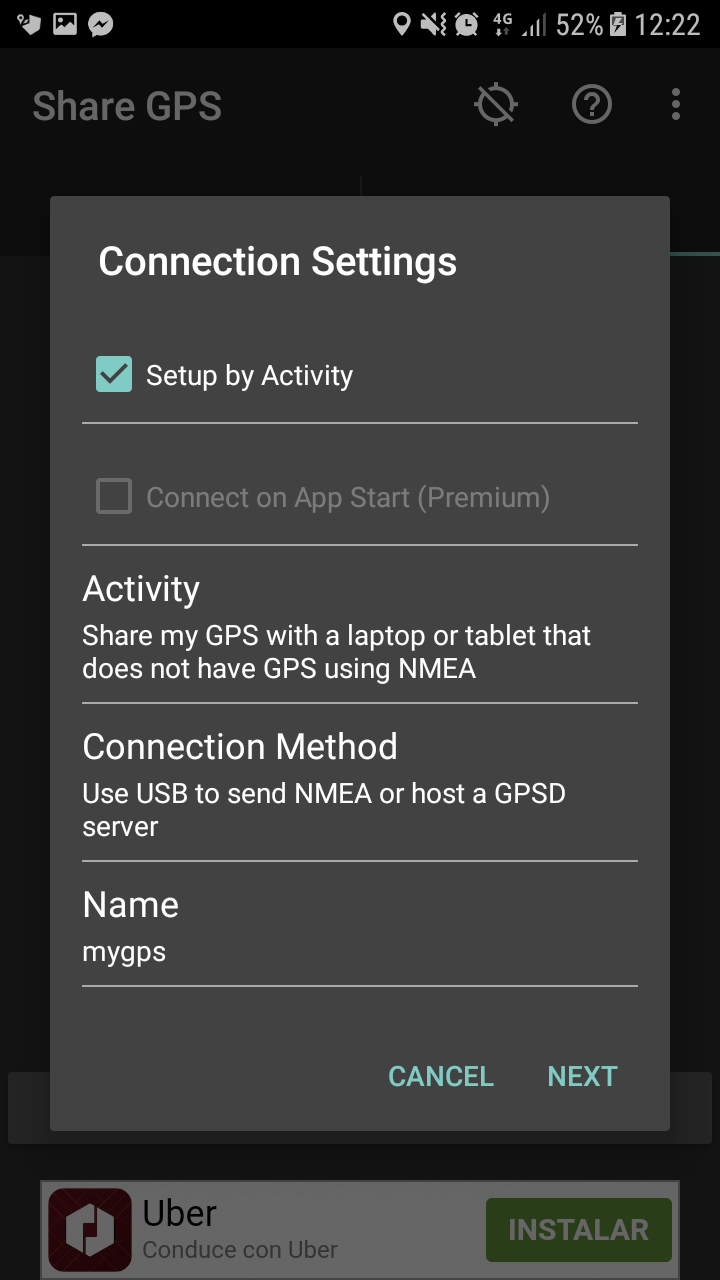 4G 52% 12:22
Share GPS
Connection Settings
Setup by Activity
Connect on App Start (Premium)
Activity
Share my GPS with a laptop or tablet that
does not have GPS using NMEA
Connection Method
Use USB to send NMEA or host a GPSD
server
Name
mygps
CANCEL NEXT
Uber
Conduce con Uber
INSTALAR